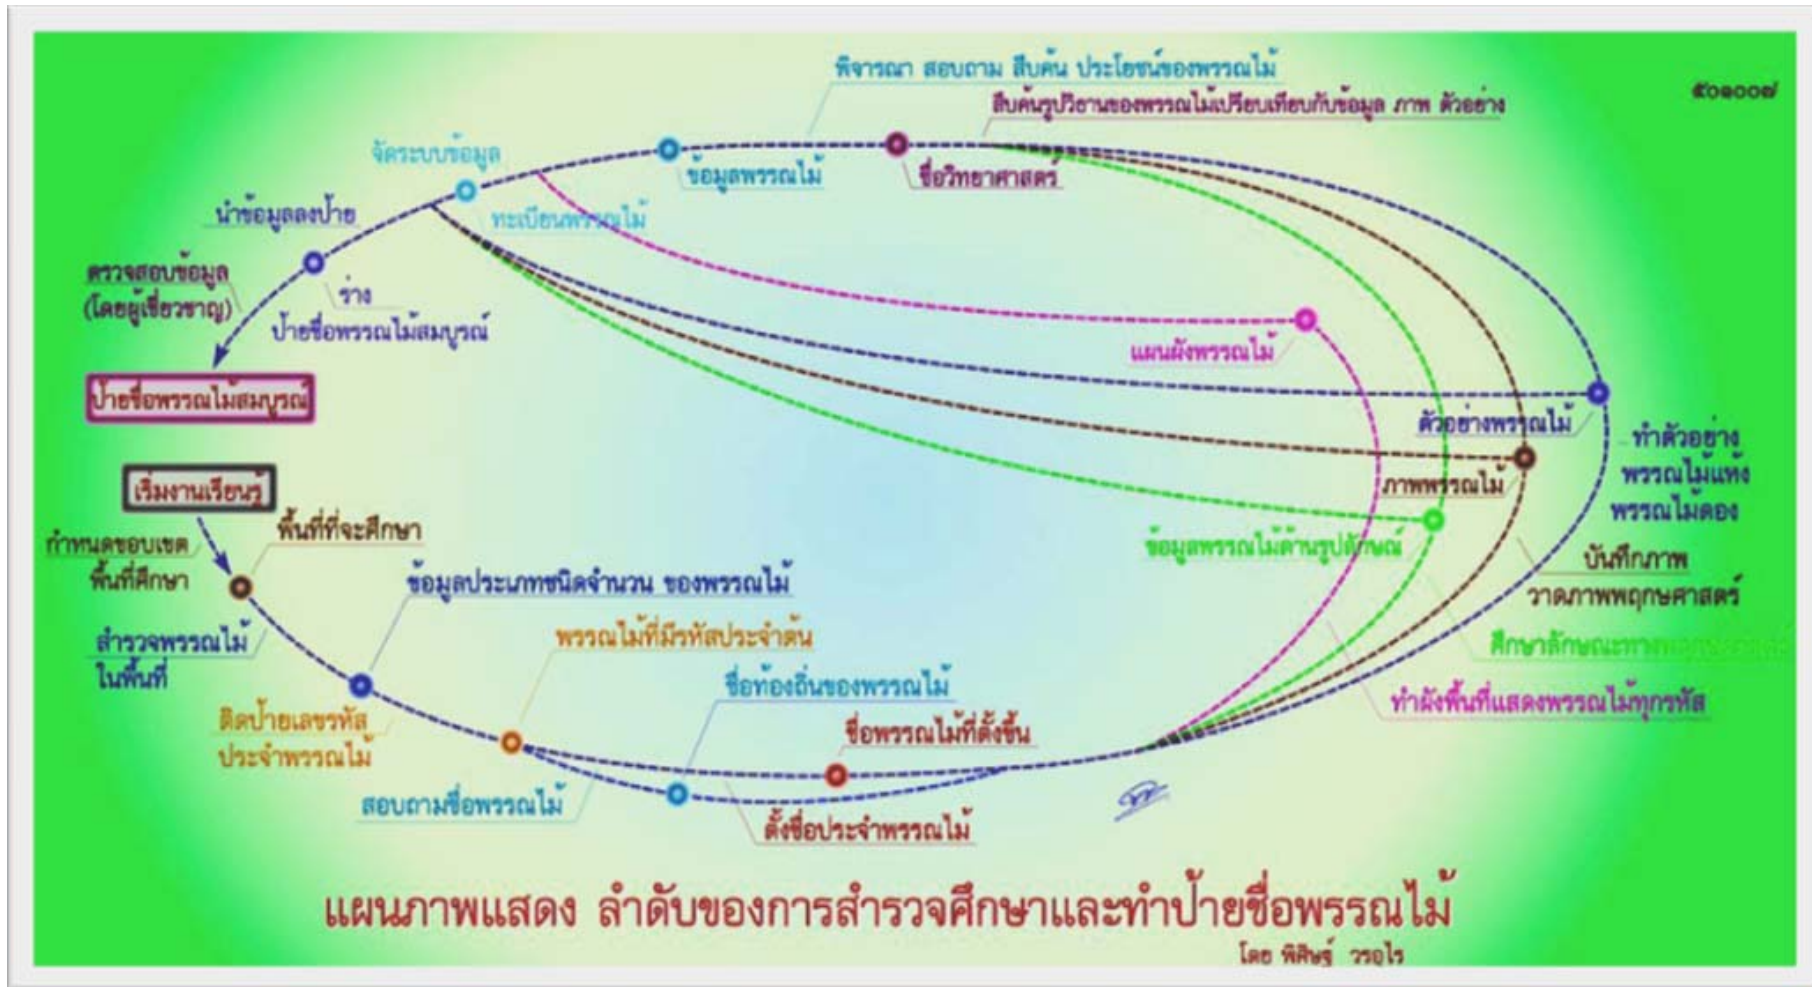 พิจารณา สอบถาม สืบค้น ประโยชน์ของพรรณไม้
สืบค้นรูปวิธานของพรรณไม้เปรียบเทียบกับข้อมูล ภาพ ตัวอย่าง
๕๐๑๐๐๗
จัดระบบข้อมูล
ข้อมูลพรรณไม้
ชื่อวิทยาศาสตร์
นำข้อมูลลงป้าย
ทะเบียนพรรณไม้
ตรวจสอบข้อมูล
(โดยผู้เชี่ยวชาญ)
ร่าง
ป้ายชื่อพรรณไม้สมบูรณ์
แผนผังพรรณไม้
ป้ายชื่อพรรณไม้สมบูรณ์
ตัวอย่างพรรณไม้
ทำตัวอย่าง
พรรณไม้แห้ง
พรรณไม้ดอง
เริ่มงานเรียนรู้
ภาพพรรณไม้
กำหนดขอบเขต
พื้นที่ศึกษา
พื้นที่ที่จะศึกษา
ข้อมูลพรรณไม้ด้านรูปลักษณ์
บันทึกภาพ
วาดภาพพฤกษศาสตร์
ข้อมูลประเภทชนิดจำนวน ของพรรณไม้
สำรวจพรรณไม้
ในพื้นที่
พรรณไม้ที่มีรหัสประจำต้น
ชื่อท้องถิ่นของพรรณไม้
ทำผังพื้นที่แสดงพรรณไม้ทุกรหัส
ติดป้ายเลขรหัส
ประจำพรรณไม้
ชื่อพรรณไม้ที่ตั้งขึ้น
สอบถามชื่อพรรณไม้
ตั้งชื่อประจำพรรณไม้
แผนภาพแสดง ลำดับของการสำรวจศึกษาและทำป้ายชื่อพรรณไม้
โดย พิศิษฐ์ วรอุไร